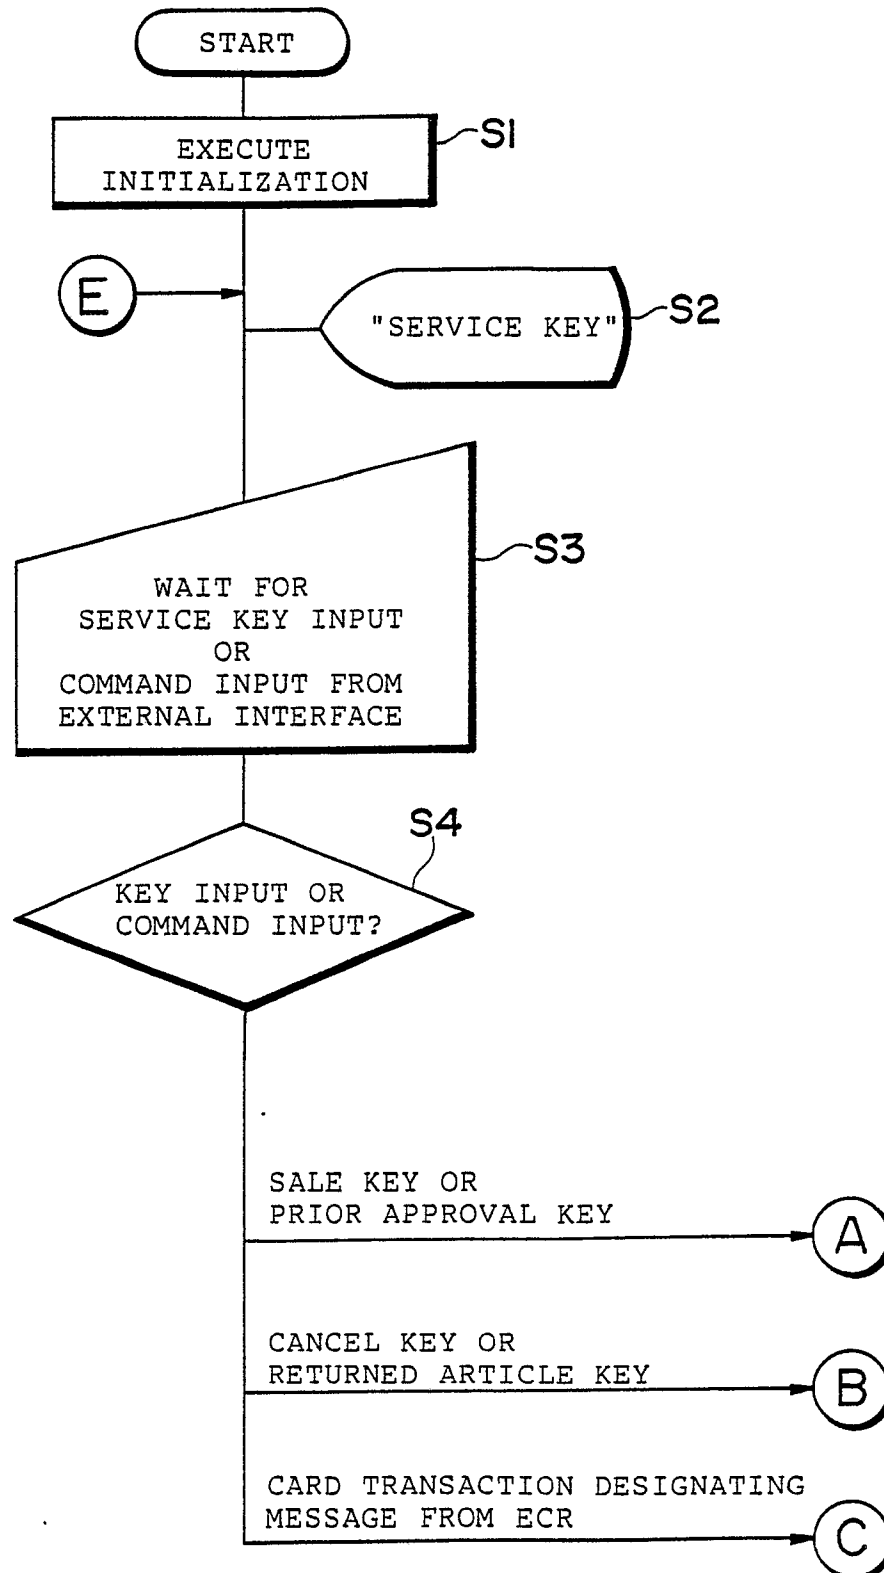 START
S1
EXECUTE
INITIALIZATION
E
"SERVICE KEY"
S2
S3
WAIT FOR
SERVICE KEY INPUT
OR
COMMAND INPUT FROM
EXTERNAL INTERFACE
S4
KEY INPUT OR
COMMAND INPUT?
SALE KEY OR
PRIOR APPROVAL KEY
A
CANCEL KEY OR
RETURNED ARTICLE KEY
B
CARD TRANSACTION DESIGNATING
MESSAGE FROM ECR
C